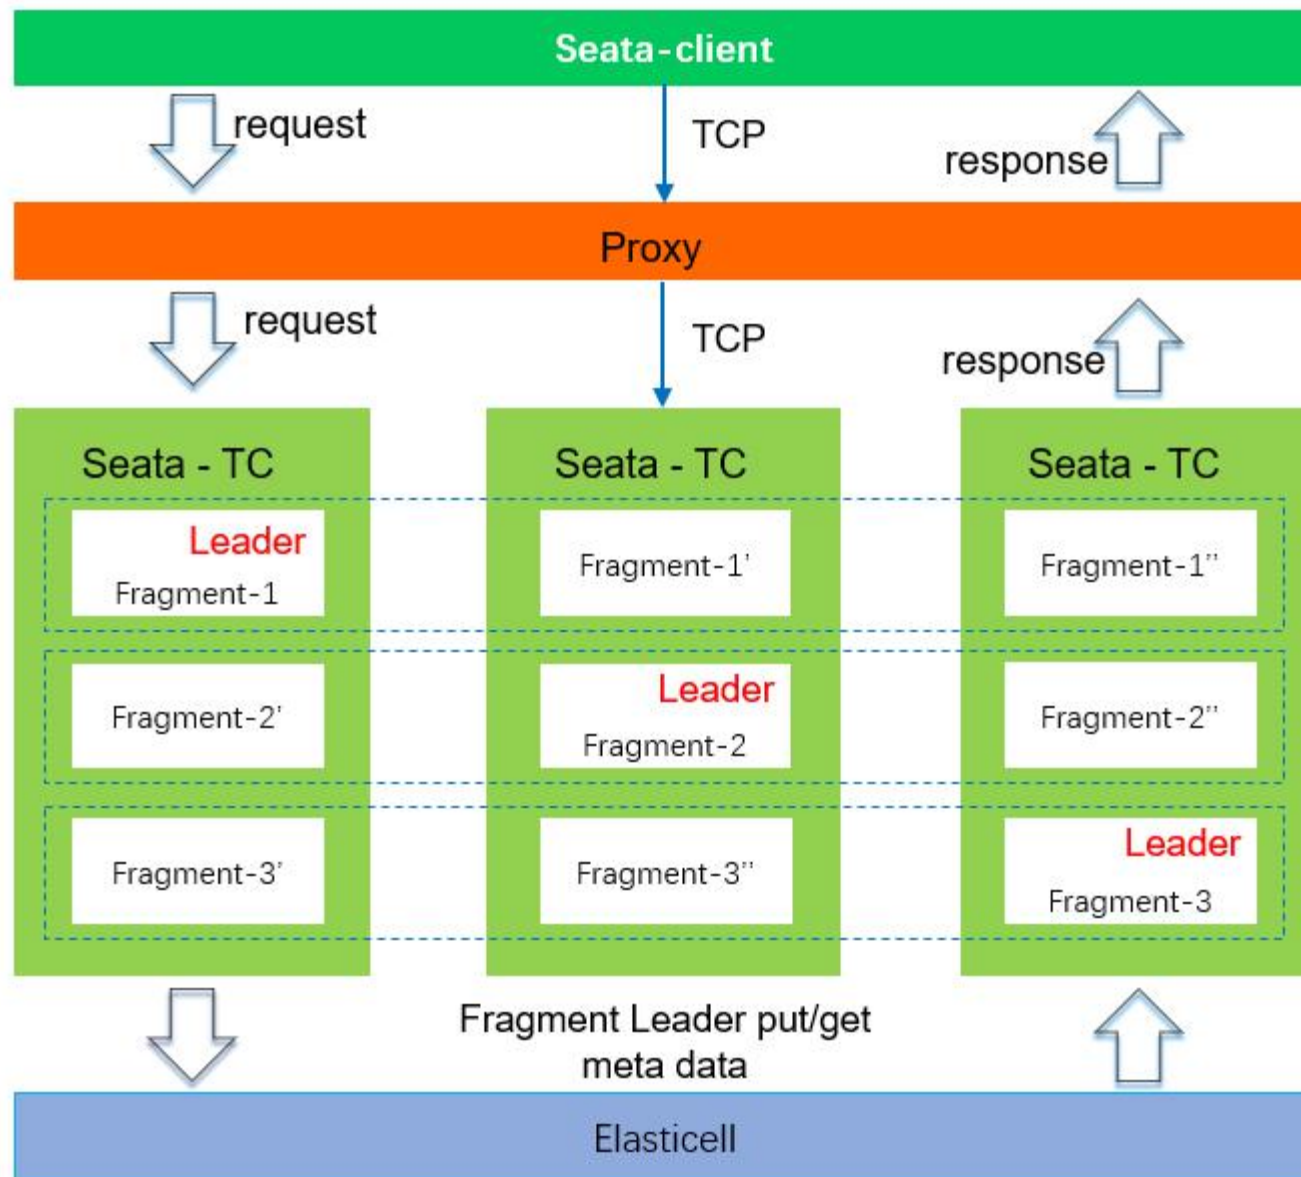 Seata-client
request
TCP
response
Proxy
request
TCP
response
Seata - TC
Seata - TC
Seata - TC
Leader
Fragment-1
Fragment-1’
Fragment-1’’
Fragment-2’
Leader
Fragment-2
Fragment-2’’
Fragment-3’
Fragment-3’’
Leader
Fragment-3
Fragment Leader put/get
meta data
Elasticell